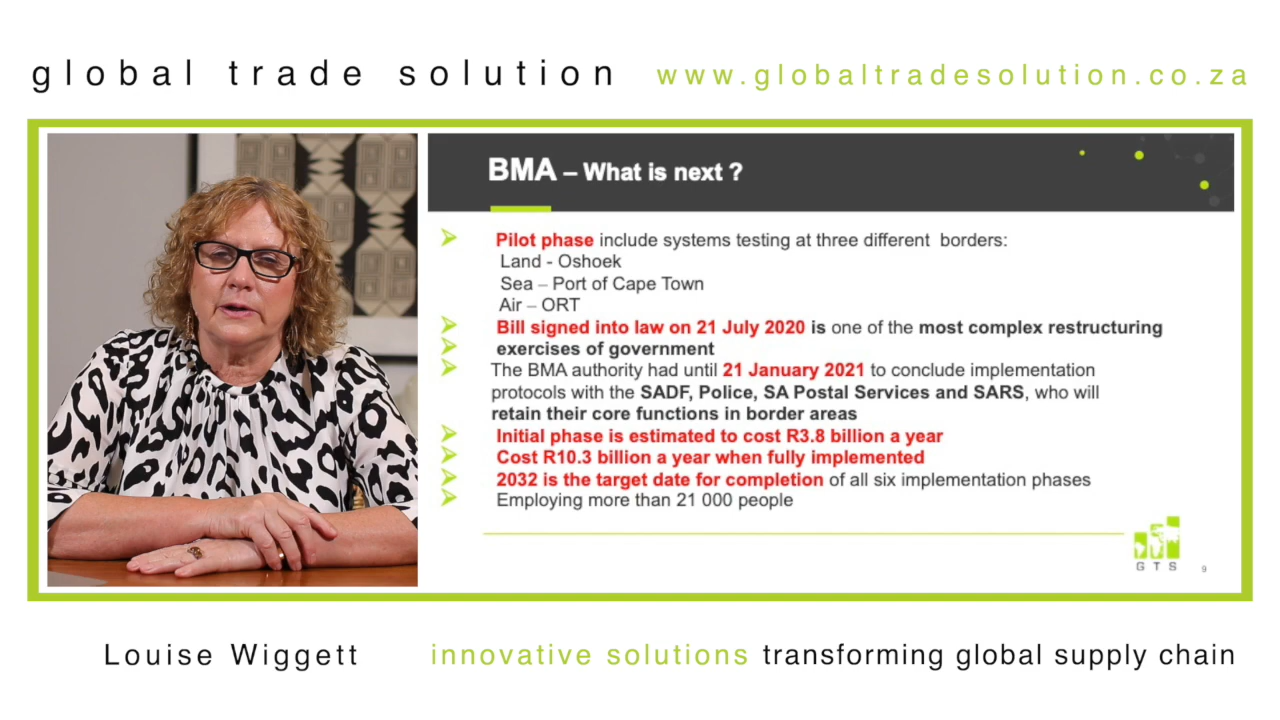 global trade solution www.globaltradesolution.co.za
BMA – What is next ?
Pilot phase include systems testing at three different borders:
Land - Oshoek
Sea – Port of Cape Town
Air – ORT
Bill signed into law on 21 July 2020 is one of the most complex restructuring
exercises of government
The BMA authority had until 21 January 2021 to conclude implementation
protocols with the SADF, Police, SA Postal Services and SARS, who will
retain their core functions in border areas
Initial phase is estimated to cost R3.8 billion a year
Cost R10.3 billion a year when fully implemented
2032 is the target date for completion of all six implementation phases
Employing more than 21 000 people
GTS
9
Louise Wiggett innovative solutions transforming global supply chain